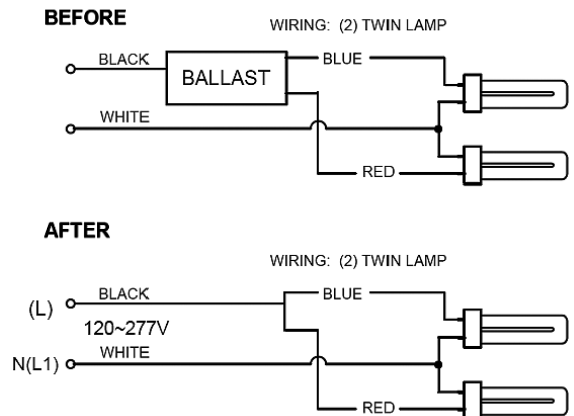 BEFORE
WIRING: (2) TWIN LAMP
BLACK
BLUE
BALLAST
WHITE
RED
AFTER
WIRING: (2) TWIN LAMP
BLACK
BLUE
(L)
120~277V
WHITE
N(L1)
RED